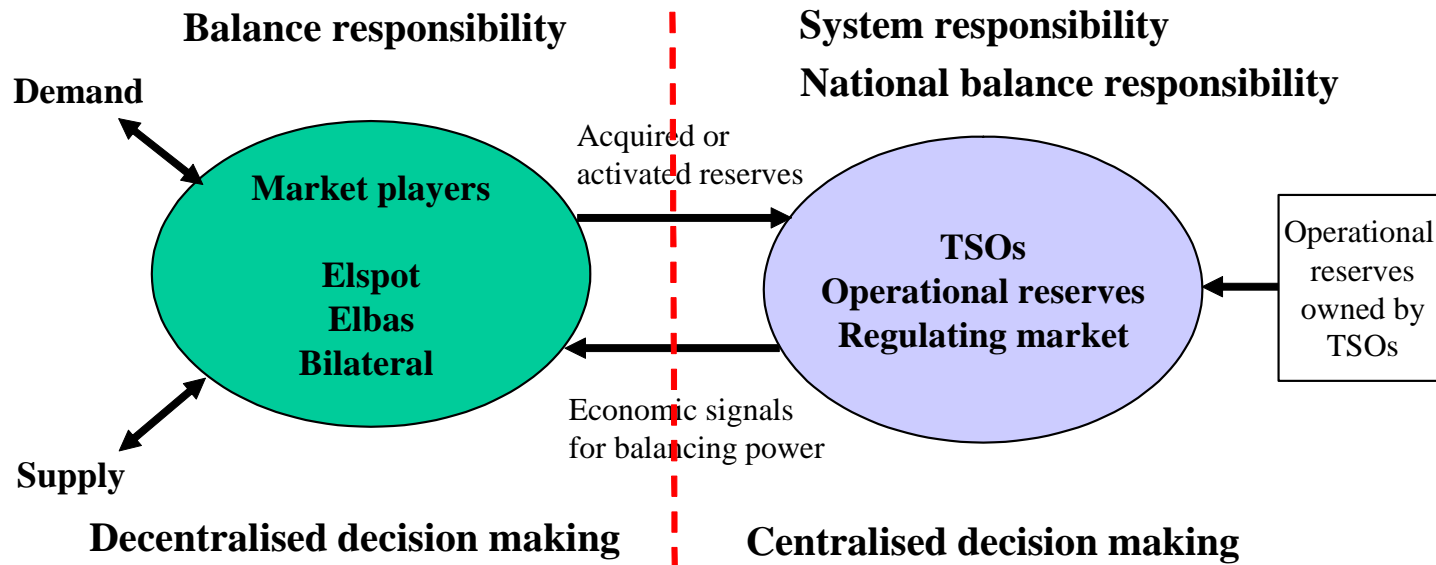 Balance responsibility
System responsibility
National balance responsibility
Demand
Acquired or
activated reserves
Market players
Elspot
Elbas
Bilateral
TSOs
Operational reserves
Regulating market
Operational
reserves
owned by
TSOs
Economic signals
for balancing power
Supply
Decentralised decision making
Centralised decision making